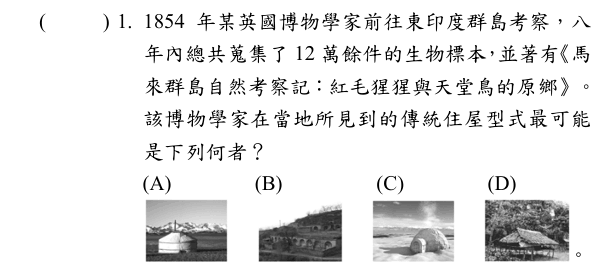 (　　) 1. 1854 年某英國博物學家前往東印度群島考察，八
年內總共蒐集了 12 萬餘件的生物標本，並著有《馬
來群島自然考察記：紅毛猩猩與天堂鳥的原鄉》。
該博物學家在當地所見到的傳統住屋型式最可能
是下列何者？
(A) (B) (C) (D)
。